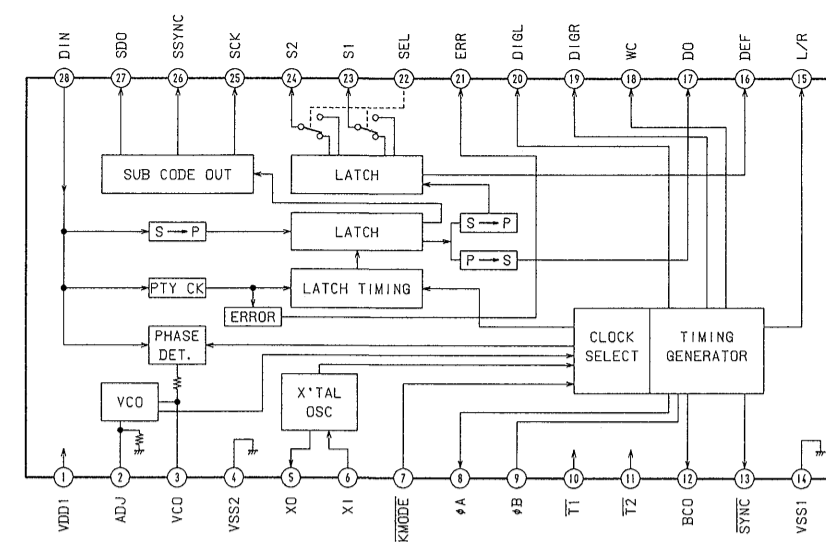 DIN
SDO
SSYNC
SCK
S2
S1
SEL
ERR
DIGL
DIGR
WC
DO
DEF
L/R
28
27
26
25
24
23
22
21
20
19
18
17
16
15
SUB CODE OUT
LATCH
S → P
LATCH
S → P
P → S
PTY CK
LATCH TIMING
ERROR
PHASE
DET.
CLOCK
SELECT
TIMING
GENERATOR
VCO
X'TAL
OSC
1
2
3
4
5
6
7
8
9
10
11
12
13
14
VDD1
ADJ
VCO
VSS2
XO
XI
KMODE
φA
φB
T1
T2
BCO
SYNC
VSS1